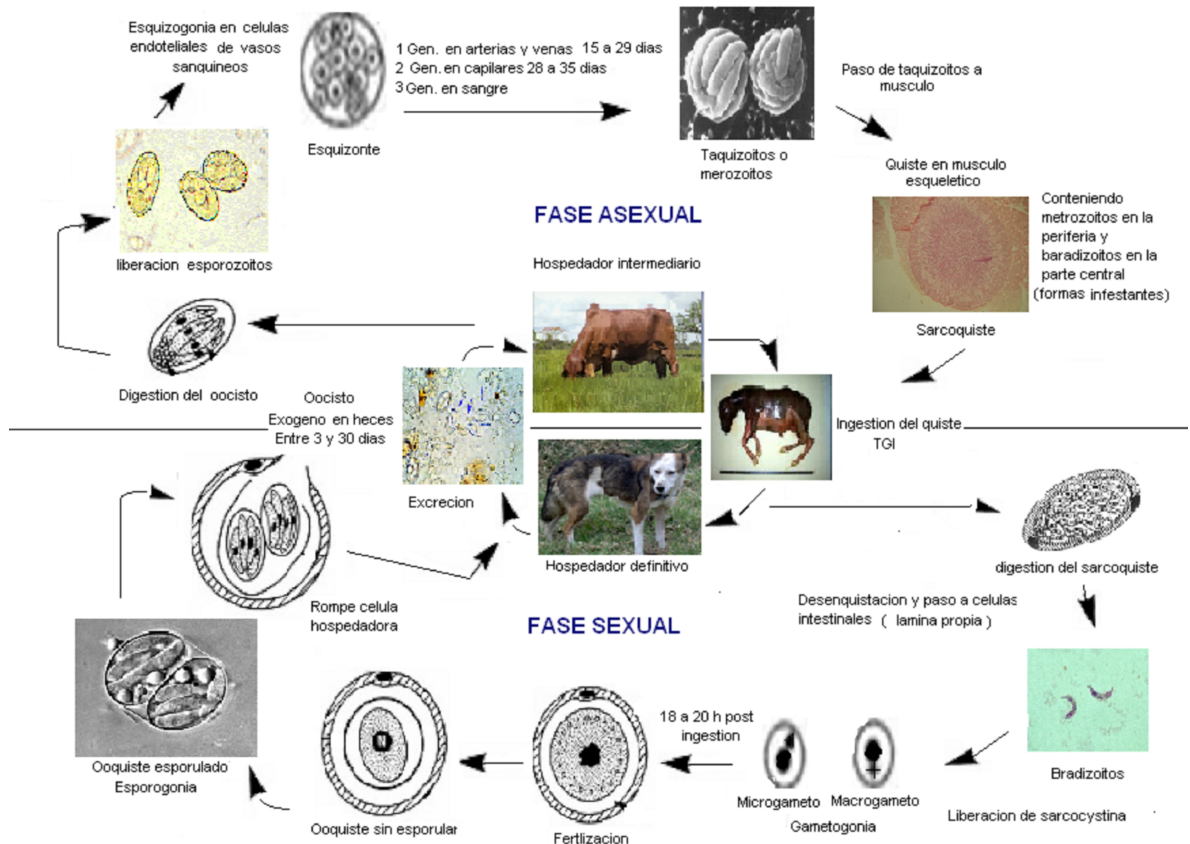 Esquizogonia en celulas
endoteliales de vasos
sanquineos
1 Gen. en arterias y venas 15 a 29 dias
2 Gen. en capilares 28 a 35 dias
3 Gen. en sangre
Esquizonte
Taquizoitos o
merozoitos
Paso de taquizoitos a
musculo
Quiste en musculo
esqueletico
Conteniendo
metrozoitos en la
periferia y
baradizoitos en la
parte central
(formas infestantes)
Sarcoquiste
liberacion esporozoitos
FASE ASEXUAL
Hospedador intermediario
Digestion del oocisto
Oocisto
Exogeno en heces
Entre 3 y 30 dias
Excrecion
Ingestion del quiste
TGI
Hospedador definitivo
digestion del sarcoquiste
Rompe celula
hospedadora
FASE SEXUAL
Desenquistacion y paso a celulas
intestinales ( lamina propia )
Ooquiste esporulado
Esporogonia
Ooquiste sin esporular
Fertlizacion
18 a 20 h post
ingestion
Microgameto
Macrogameto
Gametogonia
Bradizoitos
Liberacion de sarcocystina